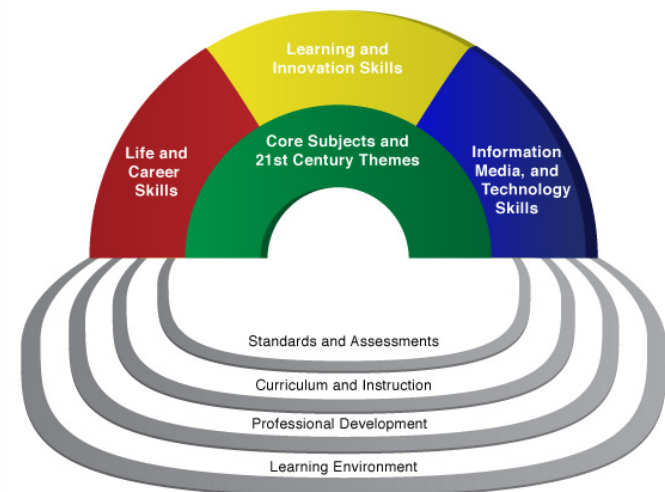 Learning and
Innovation Skills
Life and
Career
Skills
Core Subjects and
21st Century Themes
Information
Media, and
Technology
Skills
Standards and Assessments
Curriculum and Instruction
Professional Development
Learning Environment